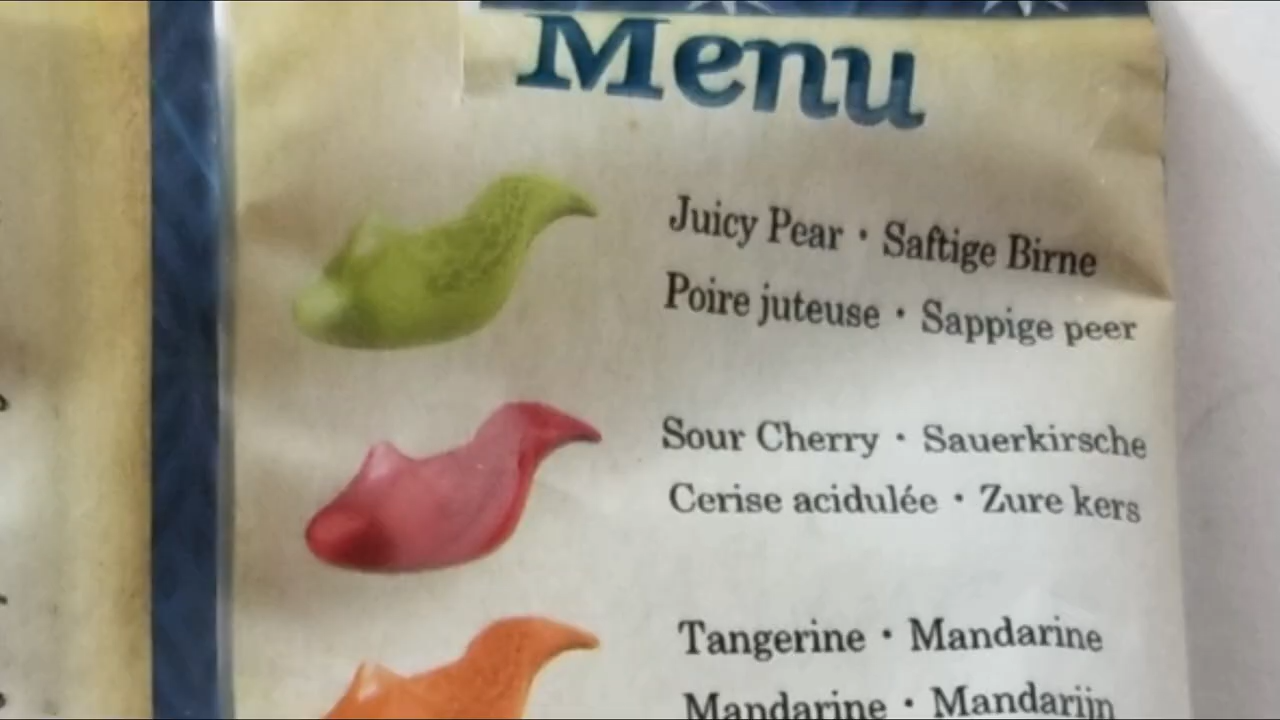 Menu
Juicy Pear • Saftige Birne
Poire juteuse • Sappige peer
Sour Cherry • Sauerkirsche
Cerise acidulée • Zure kers
Tangerine • Mandarine
Mandarine • Mandarijn